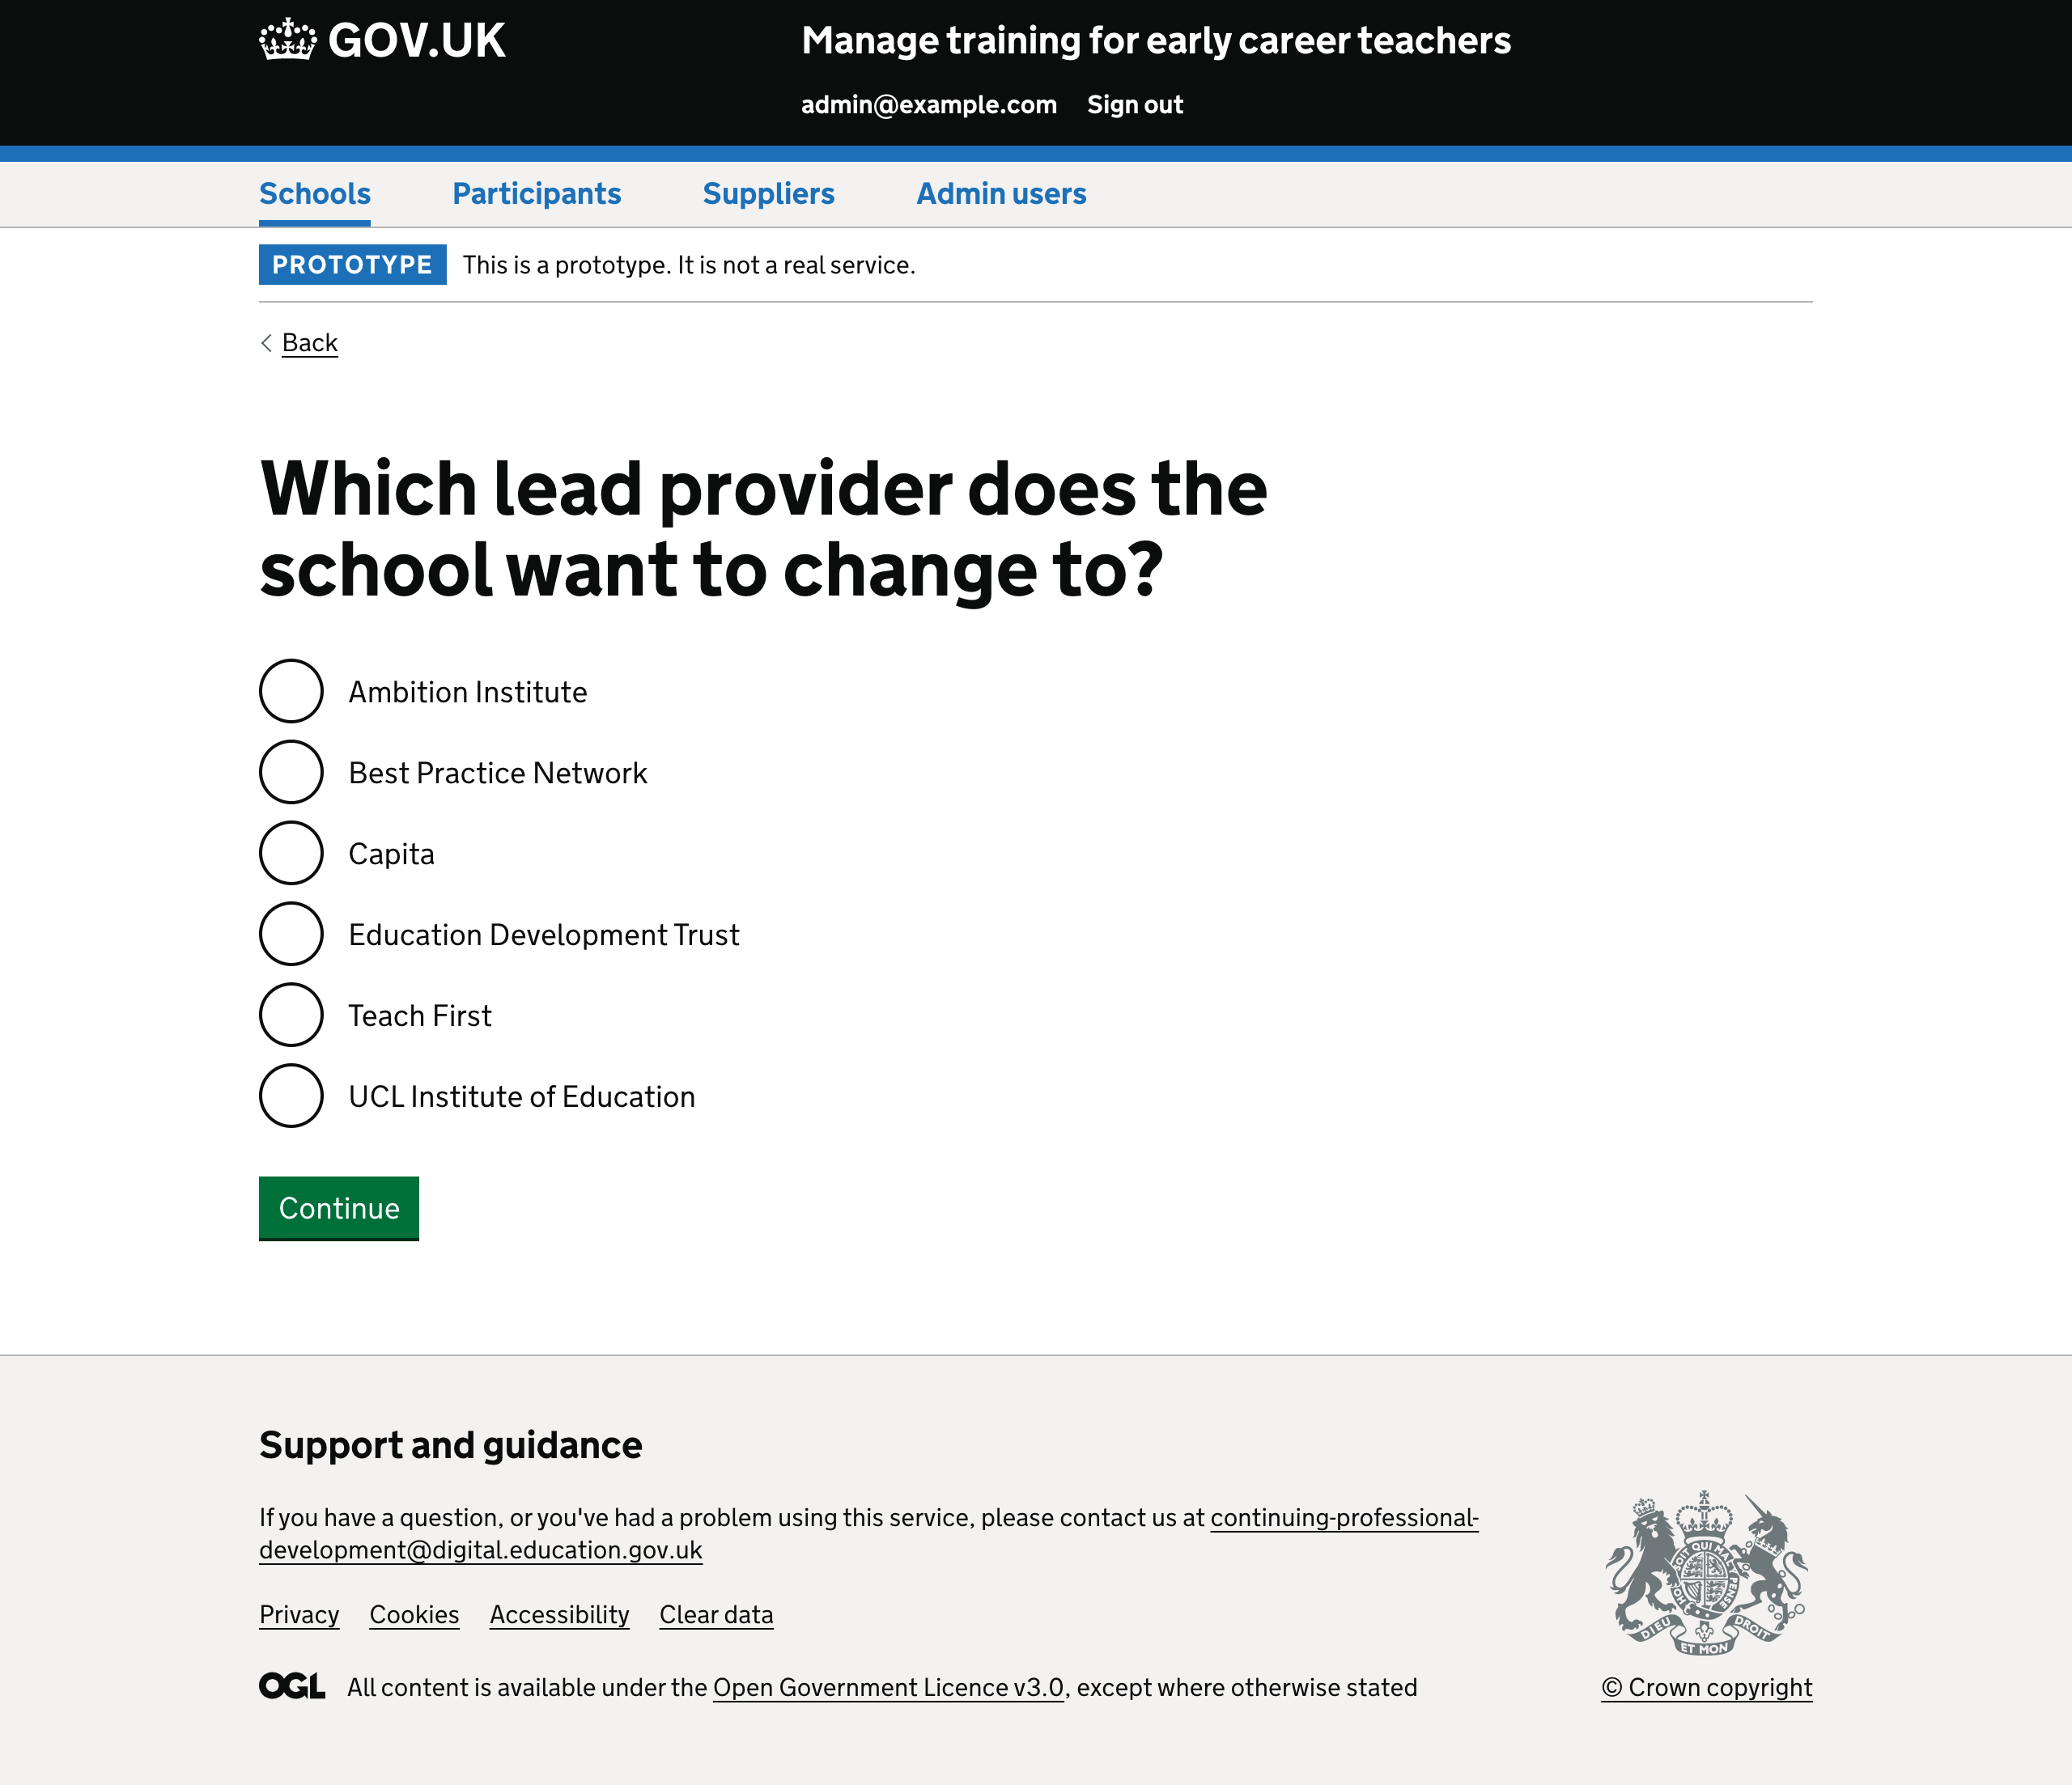 GOV.UK
Manage training for early career teachers
admin@example.com Sign out
Schools Participants Suppliers Admin users
PROTOTYPE This is a prototype. It is not a real service.
Back
Which lead provider does the
school want to change to?
Ambition Institute
Best Practice Network
Capita
Education Development Trust
Teach First
UCL Institute of Education
Continue
Support and guidance
If you have a question, or you've had a problem using this service, please contact us at continuing-professional-
development@digital.education.gov.uk
Privacy Cookies Accessibility Clear data
OGL All content is available under the Open Government Licence v3.0, except where otherwise stated
SOIT QUI MAL PENSE
DIEU ET MON DROIT
© Crown copyright